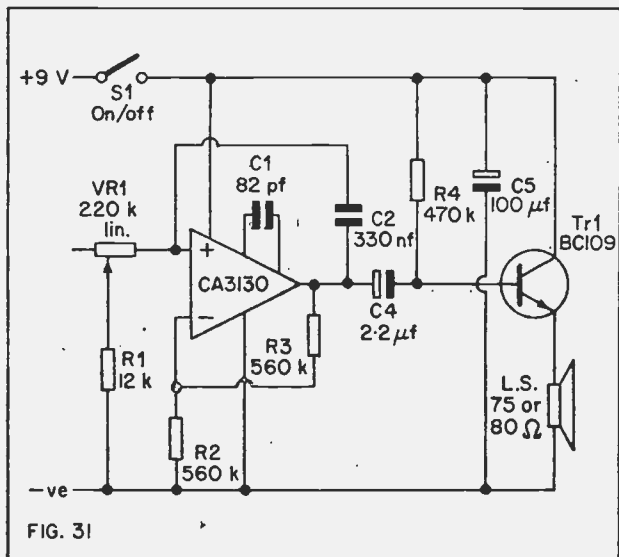 +9 V
S1
On/off
VR1
220 k
lin.
C1
82 pf
+
CA3130
−
C2
330 nf
R4
470 k
C5
100 µf
Tr1
BC109
C4
2·2 µf
R3
560 k
R1
12 k
R2
560 k
L.S.
75 or
80 Ω
-ve
FIG. 31